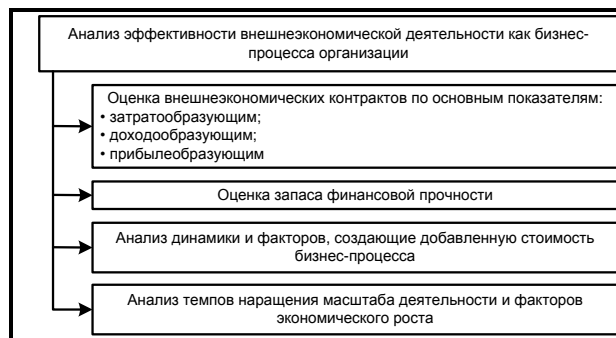 Анализ эффективности внешнеэкономической деятельности как бизнес-
процесса организации
Оценка внешнеэкономических контрактов по основным показателям:
• затратообразующим;
• доходообразующим;
• прибылеобразующим
Оценка запаса финансовой прочности
Анализ динамики и факторов, создающие добавленную стоимость
бизнес-процесса
Анализ темпов наращения масштаба деятельности и факторов
экономического роста